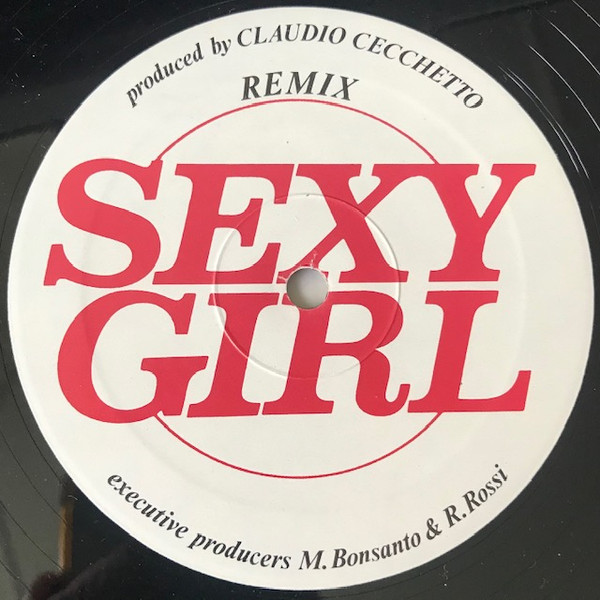 produced by CLAUDIO CECCHETTO
REMIX
SEXY
GIRL
executive producers M. Bonsanto & R. Rossi